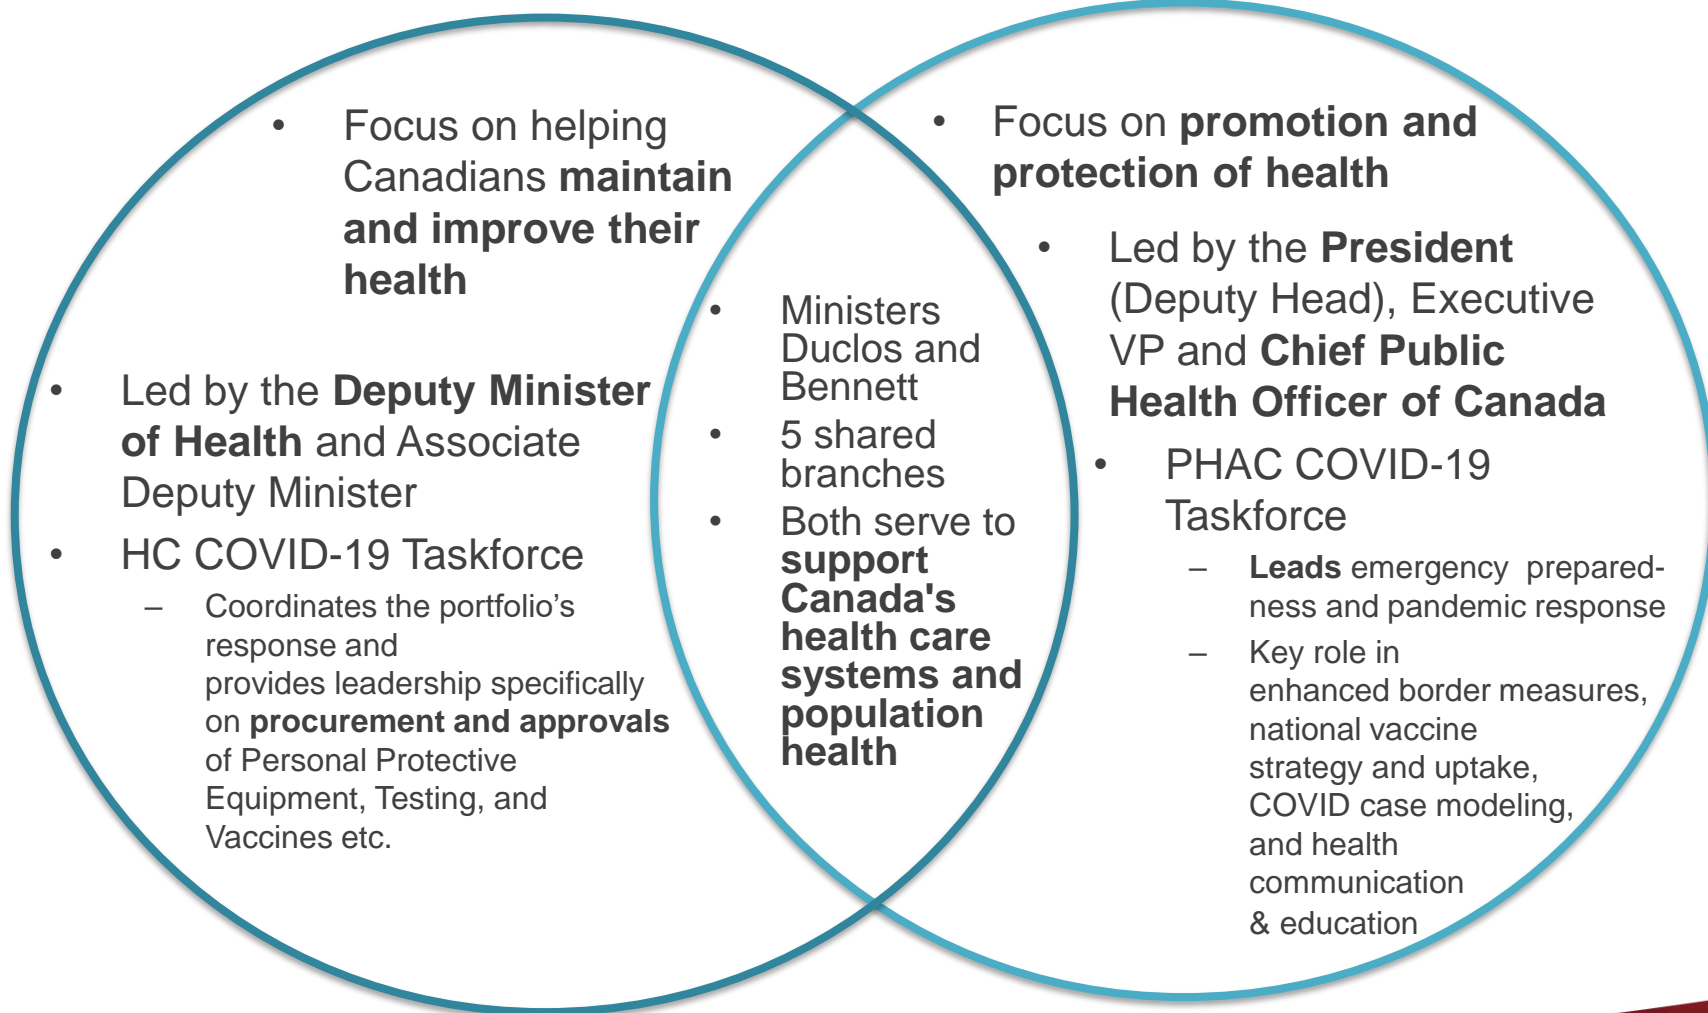 • Focus on helping
Canadians maintain
and improve their
health
• Led by the Deputy Minister
of Health and Associate
Deputy Minister
• HC COVID-19 Taskforce
– Coordinates the portfolio’s
response and
provides leadership specifically
on procurement and approvals
of Personal Protective
Equipment, Testing, and
Vaccines etc.
• Ministers
Duclos and
Bennett
• 5 shared
branches
• Both serve to
support
Canada's
health care
systems and
population
health
• Focus on promotion and
protection of health
• Led by the President
(Deputy Head), Executive
VP and Chief Public
Health Officer of Canada
• PHAC COVID-19
Taskforce
– Leads emergency prepared-
ness and pandemic response
– Key role in
enhanced border measures,
national vaccine
strategy and uptake,
COVID case modeling,
and health
communication
& education